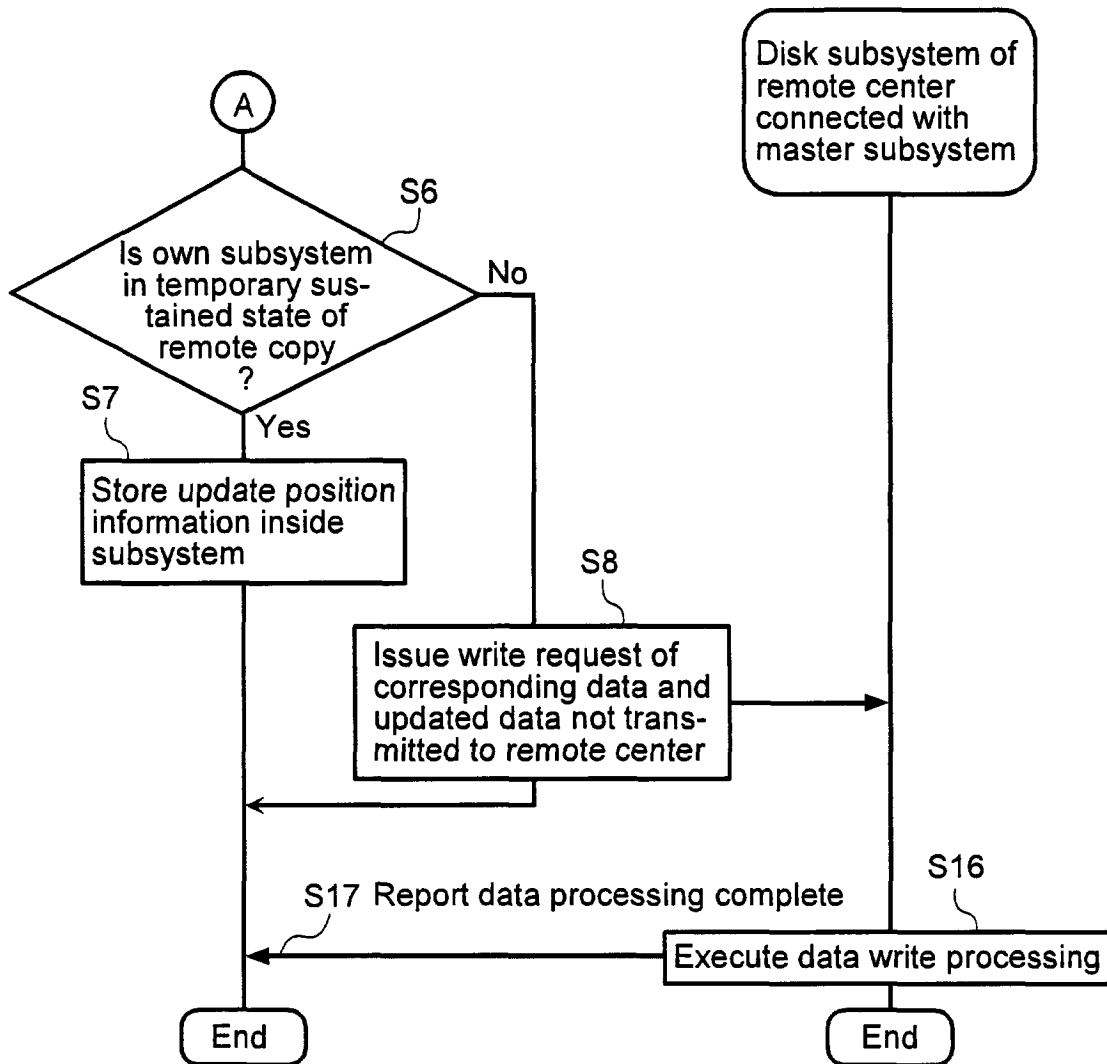 A
Disk subsystem of
remote center
connected with
master subsystem
S6
Is own subsystem
in temporary sus-
tained state of
remote copy
?
No
S7
Yes
Store update position
information inside
subsystem
S8
Issue write request of
corresponding data and
updated data not trans-
mitted to remote center
S17 Report data processing complete
S16
Execute data write processing
End
End